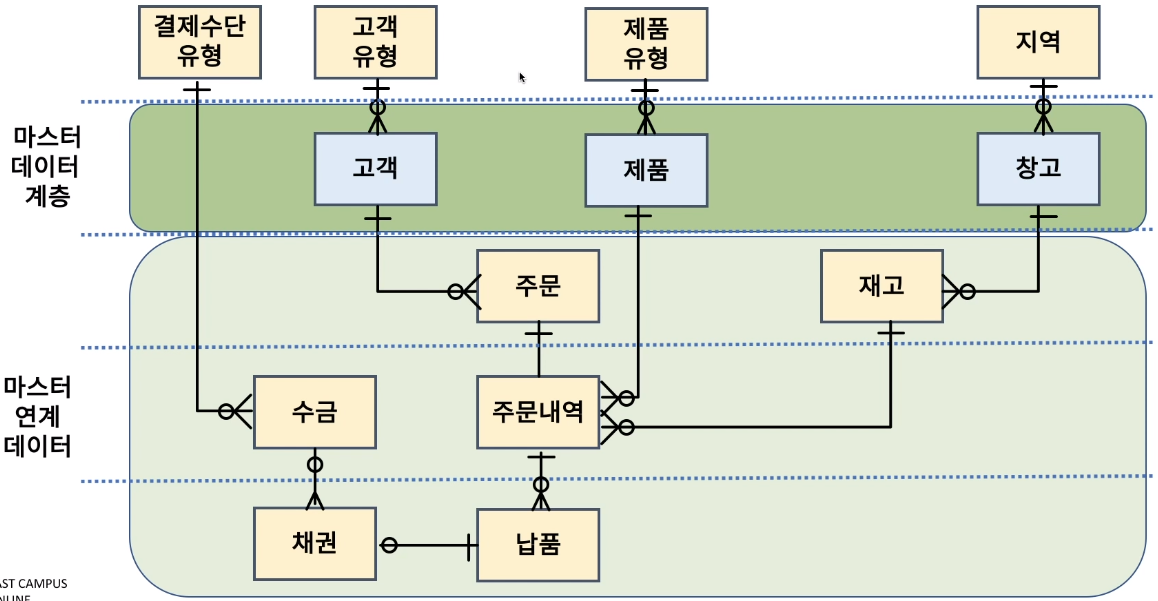 결제수단
유형
고객
유형
제품
유형
지역
마스터
데이터
계층
고객
제품
창고
주문
재고
마스터
연계
데이터
수금
주문내역
채권
납품
AST CAMPUS
NLINE